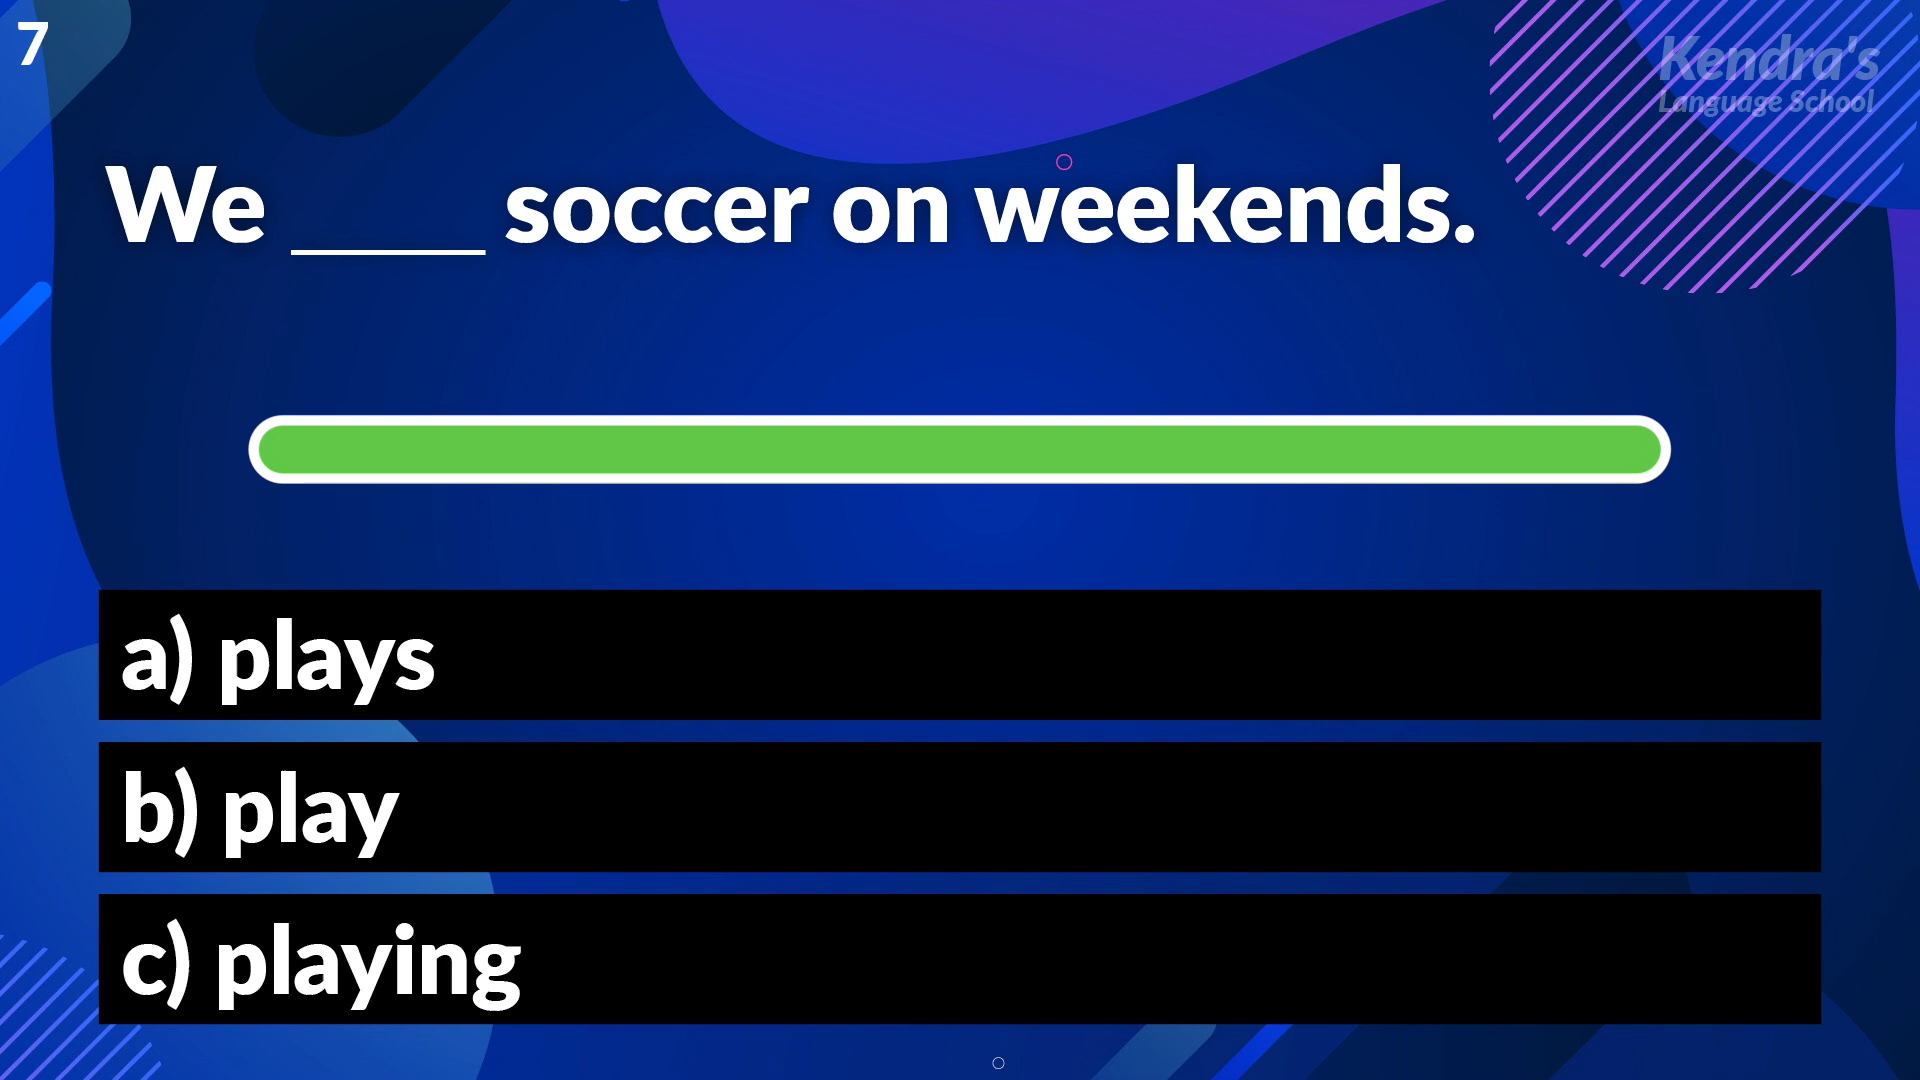 7
Kendra's
Language School
We ____ soccer on weekends.
a) plays
b) play
c) playing